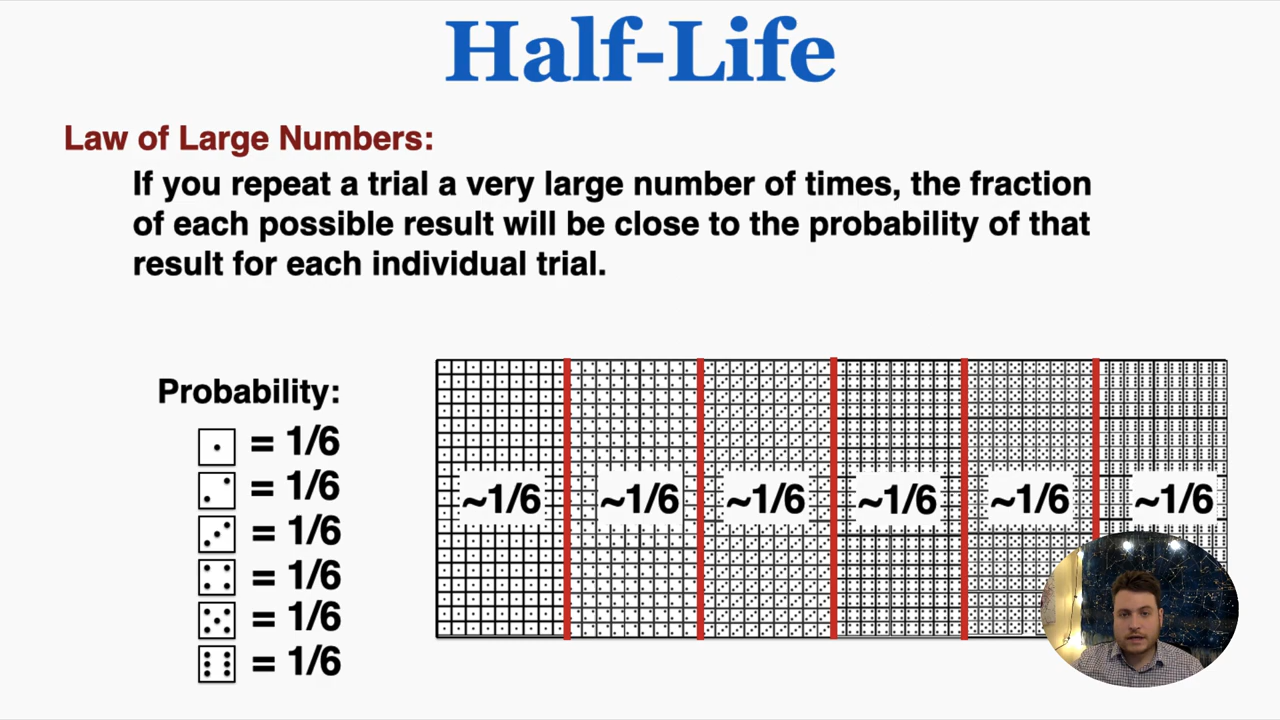 Half-Life
Law of Large Numbers:
If you repeat a trial a very large number of times, the fraction
of each possible result will be close to the probability of that
result for each individual trial.
Probability:
= 1/6
= 1/6
= 1/6
= 1/6
= 1/6
= 1/6
~1/6 ~1/6 ~1/6 ~1/6 ~1/6 ~1/6